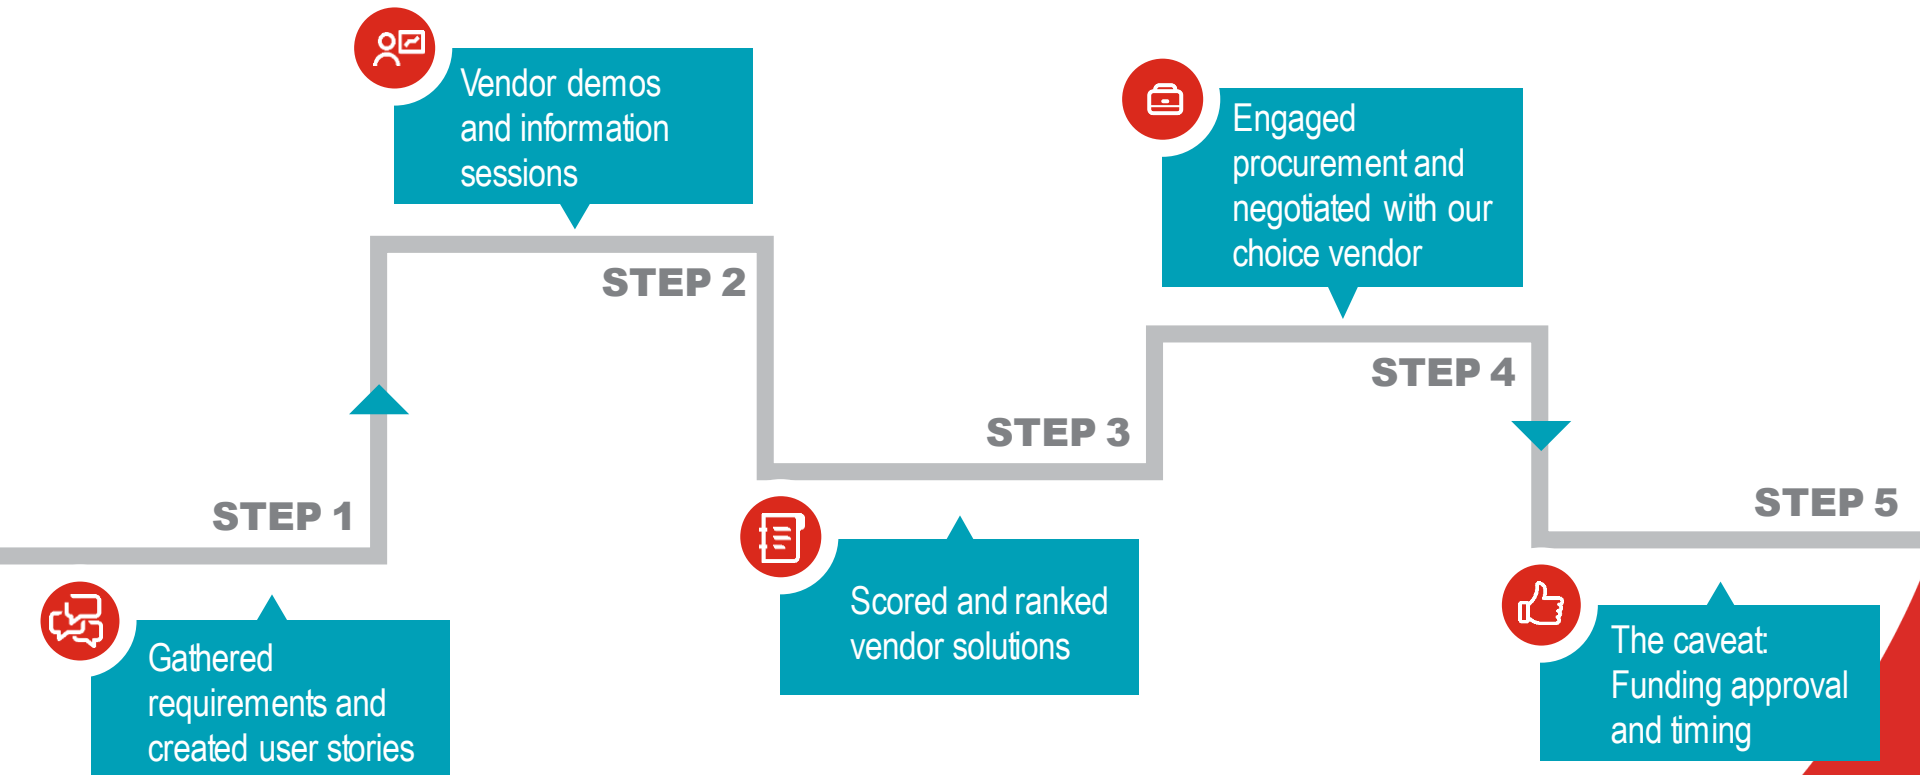 STEP 1
Gathered
requirements and
created user stories
Vendor demos
and information
sessions
STEP 2
STEP 3
Scored and ranked
vendor solutions
Engaged
procurement and
negotiated with our
choice vendor
STEP 4
STEP 5
The caveat:
Funding approval
and timing